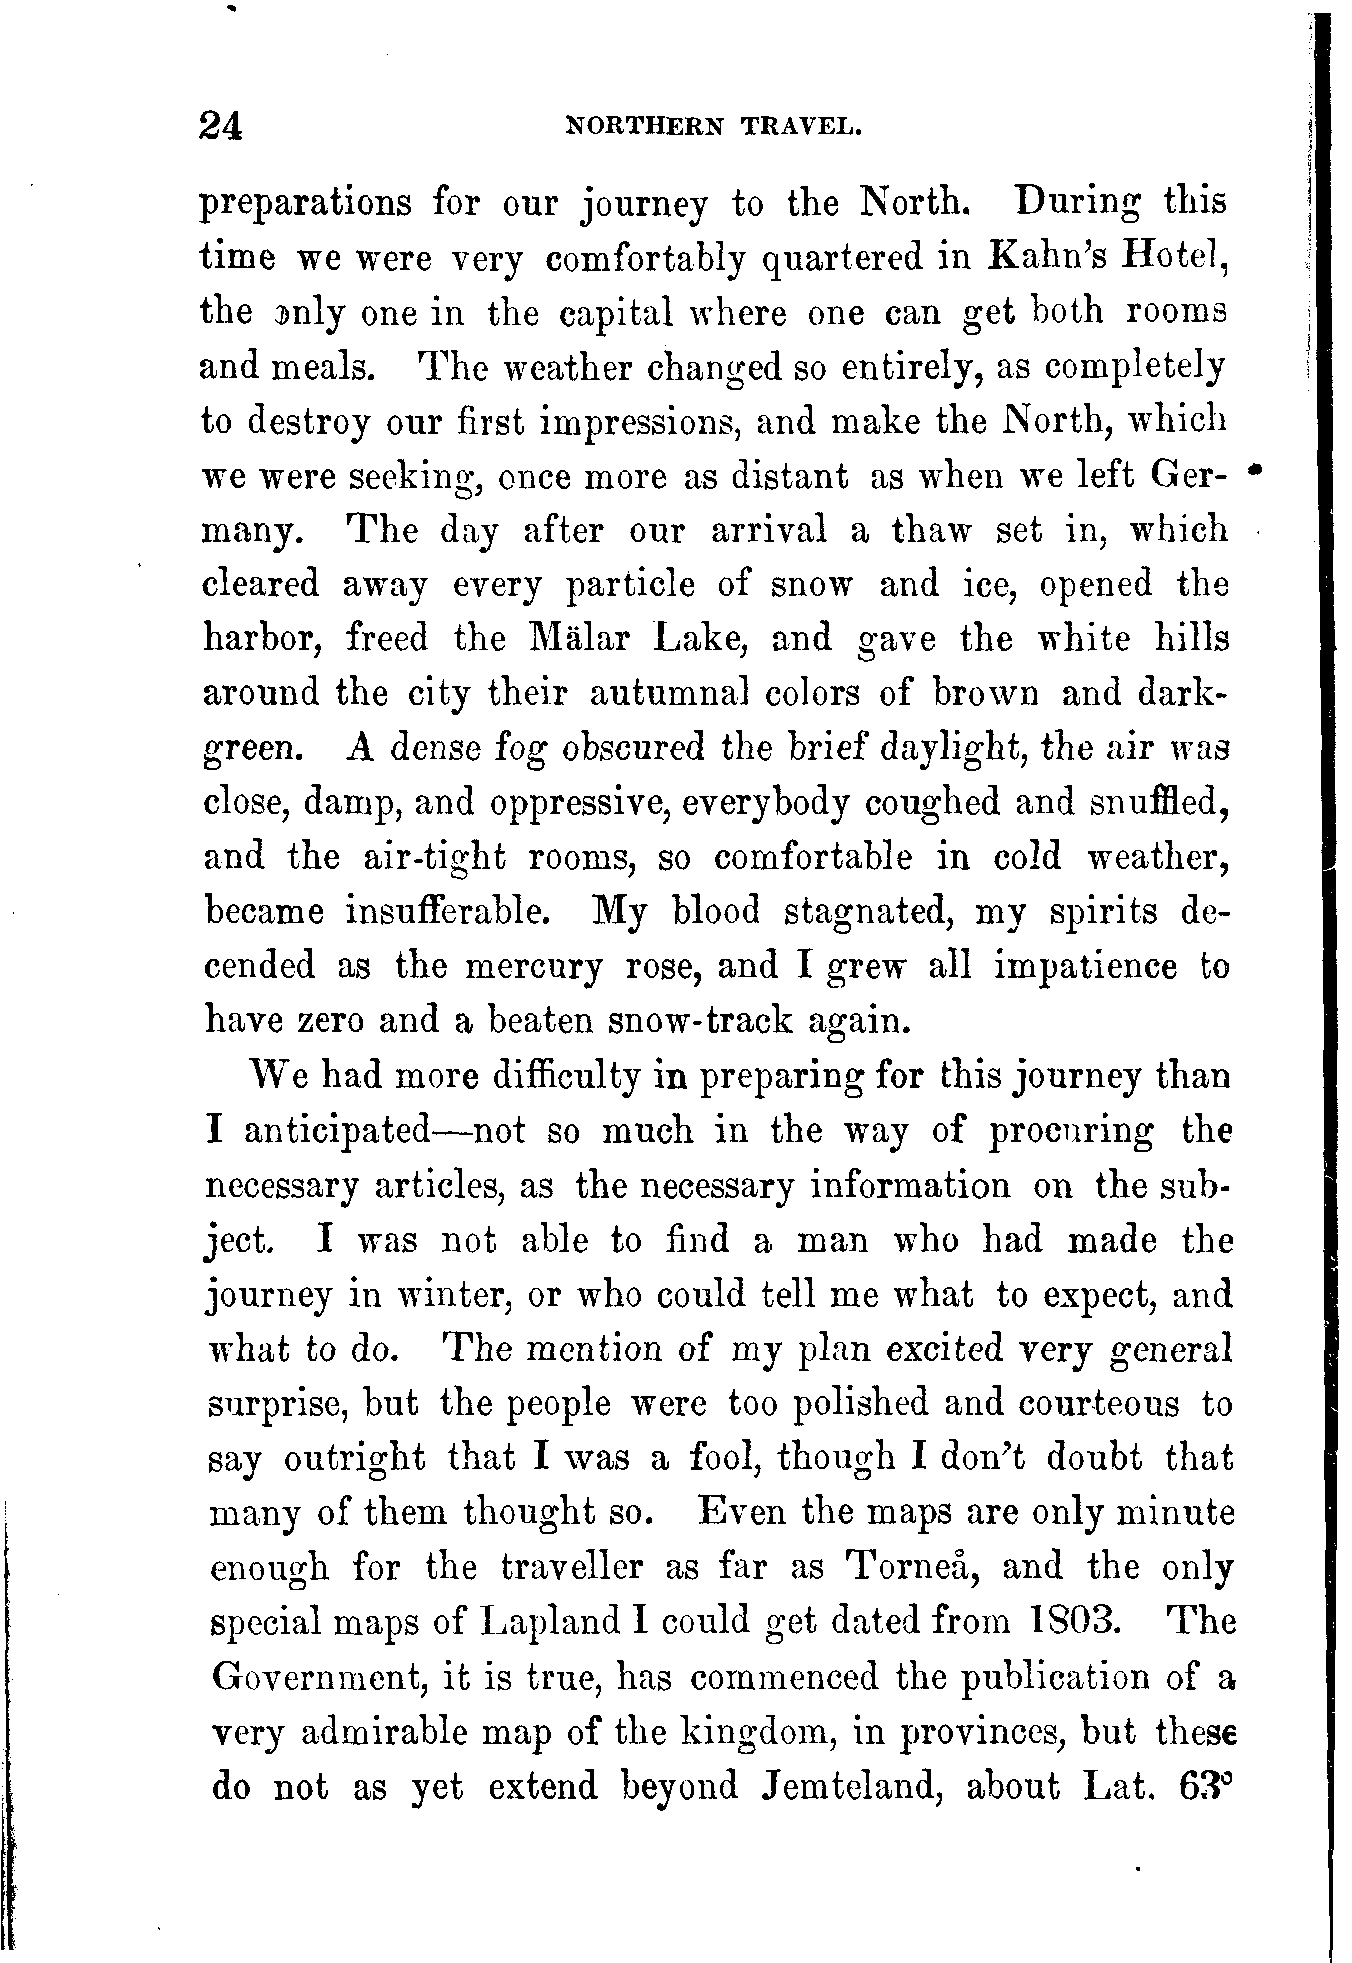 24 NORTHERN TRAVEL.
preparations for our journey to the North. During this
time we were very comfortably quartered in Kahn's Hotel,
the only one in the capital where one can get both rooms
and meals. The weather changed so entirely, as completely
to destroy our first impressions, and make the North, which
we were seeking, once more as distant as when we left Ger-
many. The day after our arrival a thaw set in, which
cleared away every particle of snow and ice, opened the
harbor, freed the Mälar Lake, and gave the white hills
around the city their autumnal colors of brown and dark-
green. A dense fog obscured the brief daylight, the air was
close, damp, and oppressive, everybody coughed and snuffled,
and the air-tight rooms, so comfortable in cold weather,
became insufferable. My blood stagnated, my spirits de-
cended as the mercury rose, and I grew all impatience to
have zero and a beaten snow-track again.
We had more difficulty in preparing for this journey than
I anticipated—not so much in the way of procuring the
necessary articles, as the necessary information on the sub-
ject. I was not able to find a man who had made the
journey in winter, or who could tell me what to expect, and
what to do. The mention of my plan excited very general
surprise, but the people were too polished and courteous to
say outright that I was a fool, though I don't doubt that
many of them thought so. Even the maps are only minute
enough for the traveller as far as Torneå, and the only
special maps of Lapland I could get dated from 1803. The
Government, it is true, has commenced the publication of a
very admirable map of the kingdom, in provinces, but these
do not as yet extend beyond Jemteland, about Lat. 63°